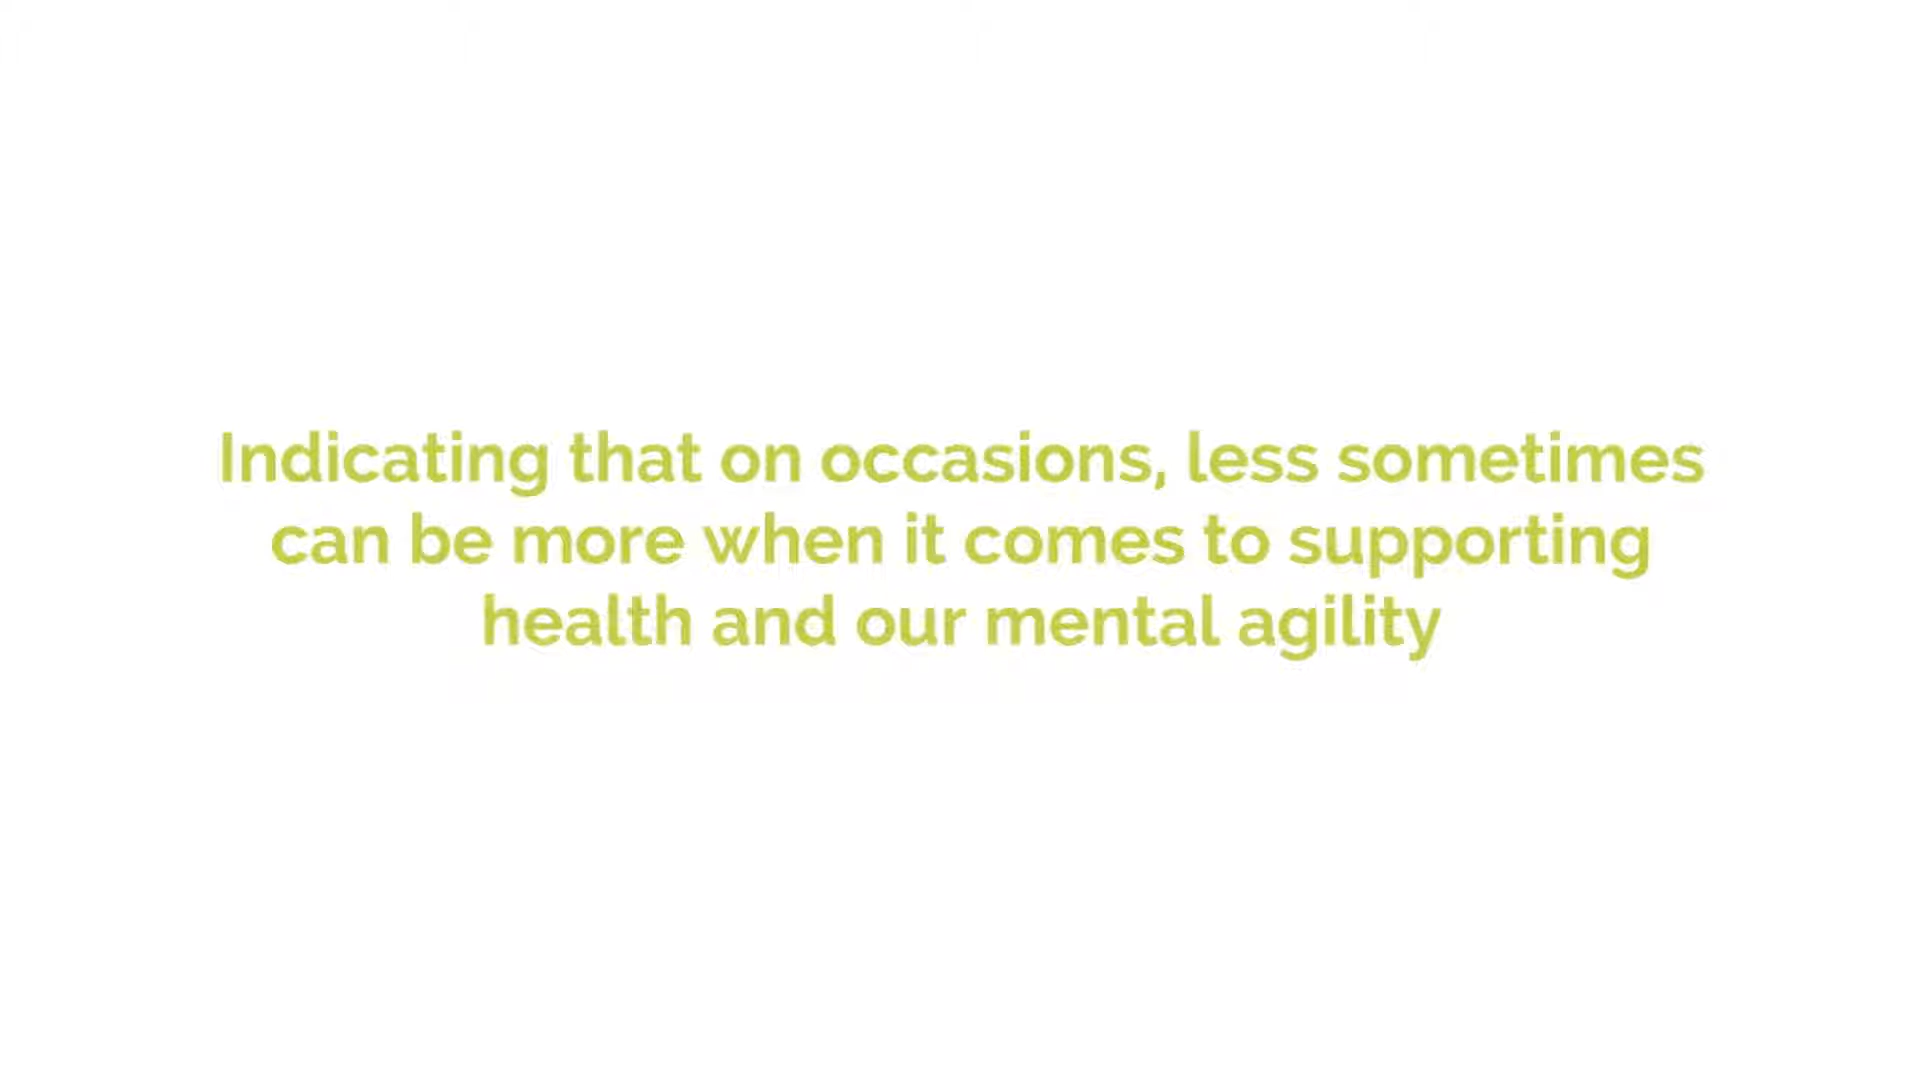 Indicating that on occasions, less sometimes
can be more when it comes to supporting
health and our mental agility